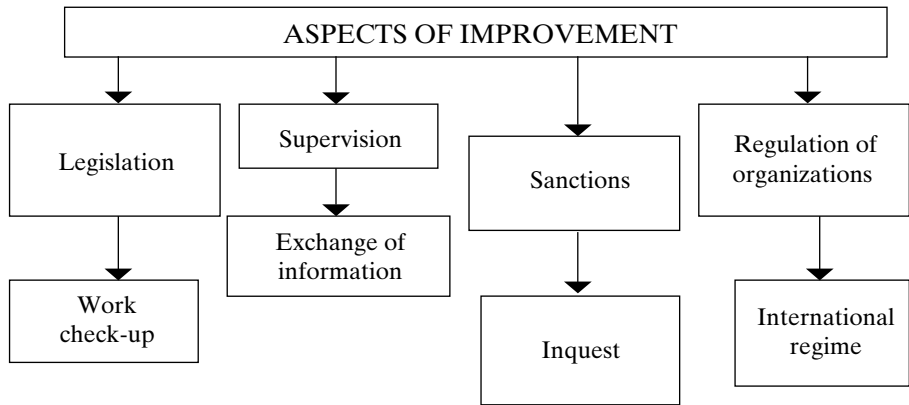 ASPECTS OF IMPROVEMENT
Legislation
Supervision
Sanctions
Regulation of
organizations
Work
check-up
Exchange of
information
Inquest
International
regime